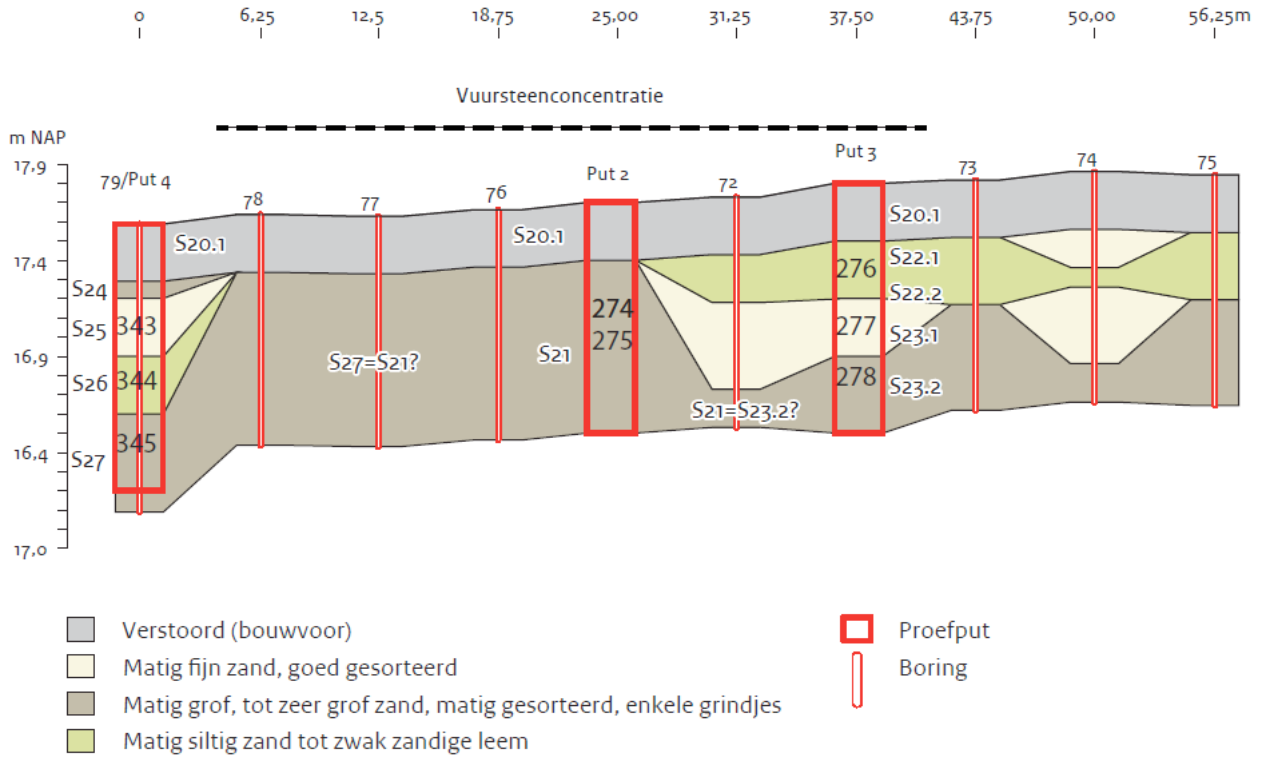 0 6,25 12,5 18,75 25,00 31,25 37,50 43,75 50,00 56,25m
Vuursteenconcentratie
m NAP
17,9
17,4
16,9
16,4
17,0
79/Put 4
78
77
76
Put 2
72
Put 3
73
74
75
S20.1
S20.1
S20.1
S24
S25
S26
S27
343
344
345
S27=S21?
S21
274
275
S21=S23.2?
276
277
278
S22.1
S22.2
S23.1
S23.2
Verstoord (bouwvoor)
Matig fijn zand, goed gesorteerd
Matig grof, tot zeer grof zand, matig gesorteerd, enkele grindjes
Matig siltig zand tot zwak zandige leem
Proefput
Boring